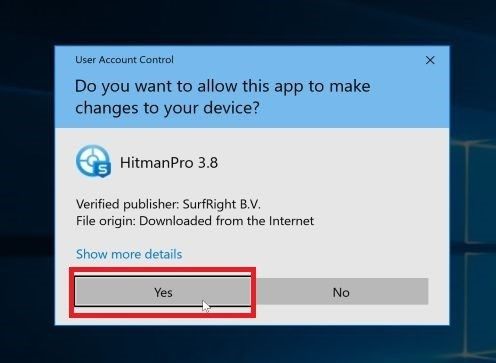 User Account Control
Do you want to allow this app to make
changes to your device?
HitmanPro 3.8
Verified publisher: SurfRight B.V.
File origin: Downloaded from the Internet
Show more details
Yes
No